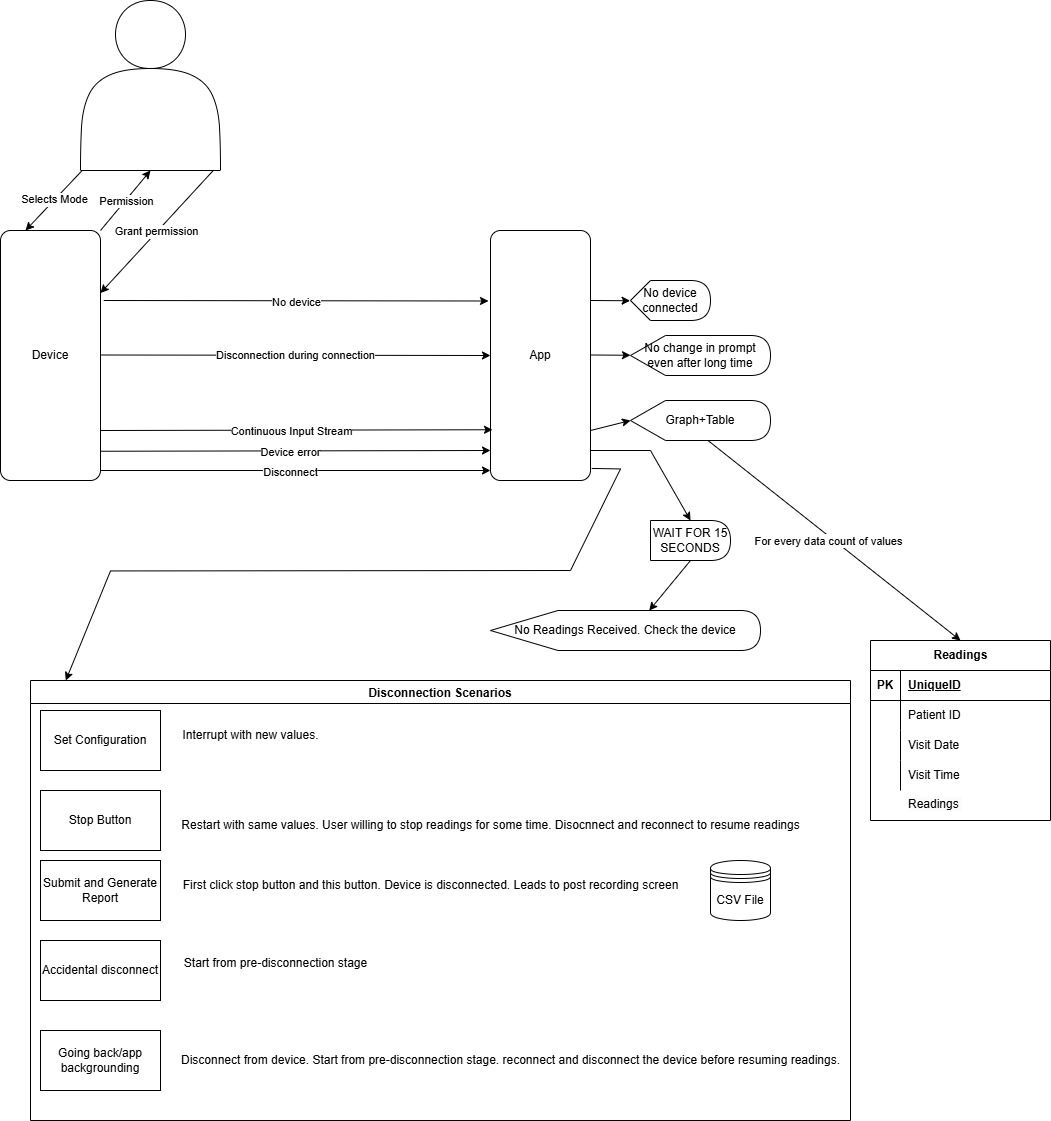 Selects Mode
Permission
Grant permission
Device
App
No device
No device
connected
Disconnection during connection
No change in prompt
even after long time
Continuous Input Stream
Graph+Table
Device error
Disconnect
WAIT FOR 15
SECONDS
For every data count of values
No Readings Received. Check the device
Readings
PK UniqueID
Patient ID
Visit Date
Visit Time
Readings
Disconnection Scenarios
Set Configuration
Interrupt with new values.
Stop Button
Restart with same values. User willing to stop readings for some time. Disocnnect and reconnect to resume readings
Submit and Generate
Report
First click stop button and this button. Device is disconnected. Leads to post recording screen
CSV File
Accidental disconnect
Start from pre-disconnection stage
Going back/app
backgrounding
Disconnect from device. Start from pre-disconnection stage. reconnect and disconnect the device before resuming readings.